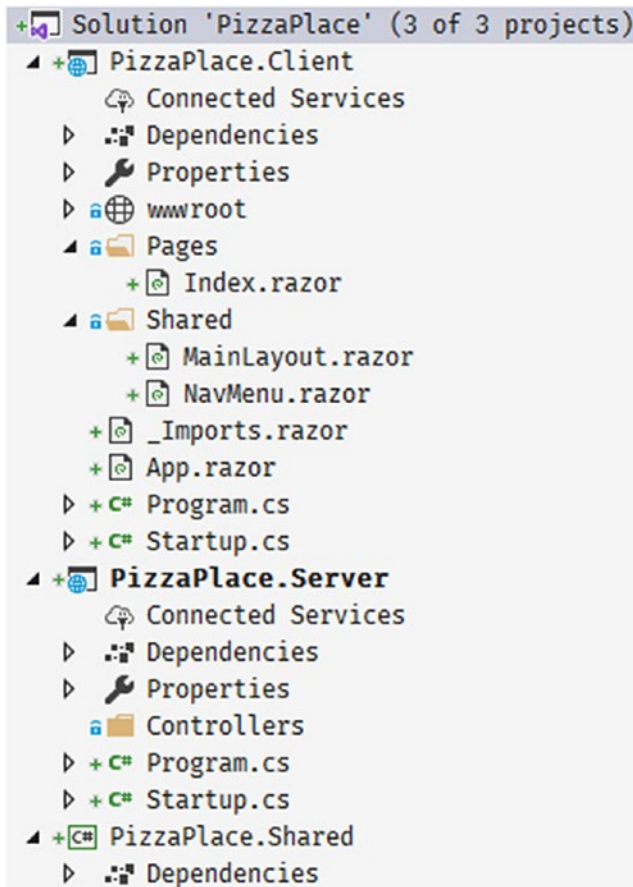 Solution 'PizzaPlace' (3 of 3 projects)
PizzaPlace.Client
Connected Services
Dependencies
Properties
wwwroot
Pages
Index.razor
Shared
MainLayout.razor
NavMenu.razor
_Imports.razor
App.razor
C# Program.cs
C# Startup.cs
PizzaPlace.Server
Connected Services
Dependencies
Properties
Controllers
C# Program.cs
C# Startup.cs
C# PizzaPlace.Shared
Dependencies